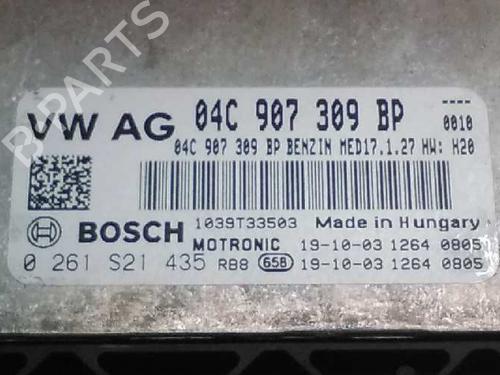 B-PARTS
VW AG 04C 907 309 BP ----
0010
04C 907 309 BP BENZIN MED17.1.27 HW: H20
BOSCH 1039T33503 Made in Hungary
MOTRONIC 19-10-03 1264 0805
0 261 S21 435 R88 65B 19-10-03 1264 0805